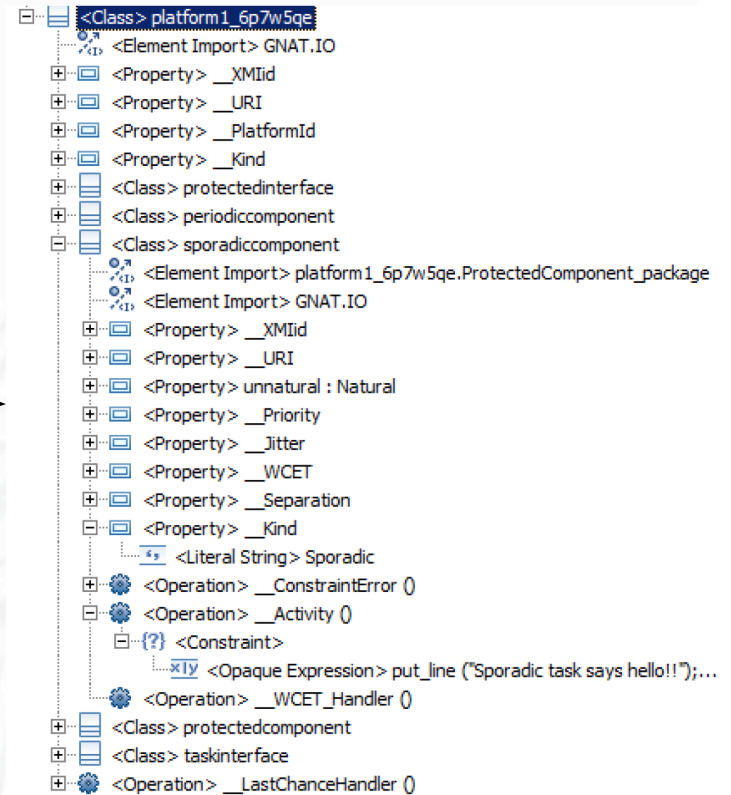 <Class> platform1_6p7w5qe
<Element Import> GNAT.IO
<Property> __XMIid
<Property> __URI
<Property> __PlatformId
<Property> __Kind
<Class> protectedinterface
<Class> periodiccomponent
<Class> sporadiccomponent
<Element Import> platform1_6p7w5qe.ProtectedComponent_package
<Element Import> GNAT.IO
<Property> __XMIid
<Property> __URI
<Property> unnatural : Natural
<Property> __Priority
<Property> __Jitter
<Property> __WCET
<Property> __Separation
<Property> __Kind
<Literal String> Sporadic
<Operation> __ConstraintError ()
<Operation> __Activity ()
{?} <Constraint>
x|y <Opaque Expression> put_line ("Sporadic task says hello!!");...
<Operation> __WCET_Handler ()
<Class> protectedcomponent
<Class> taskinterface
<Operation> __LastChanceHandler ()